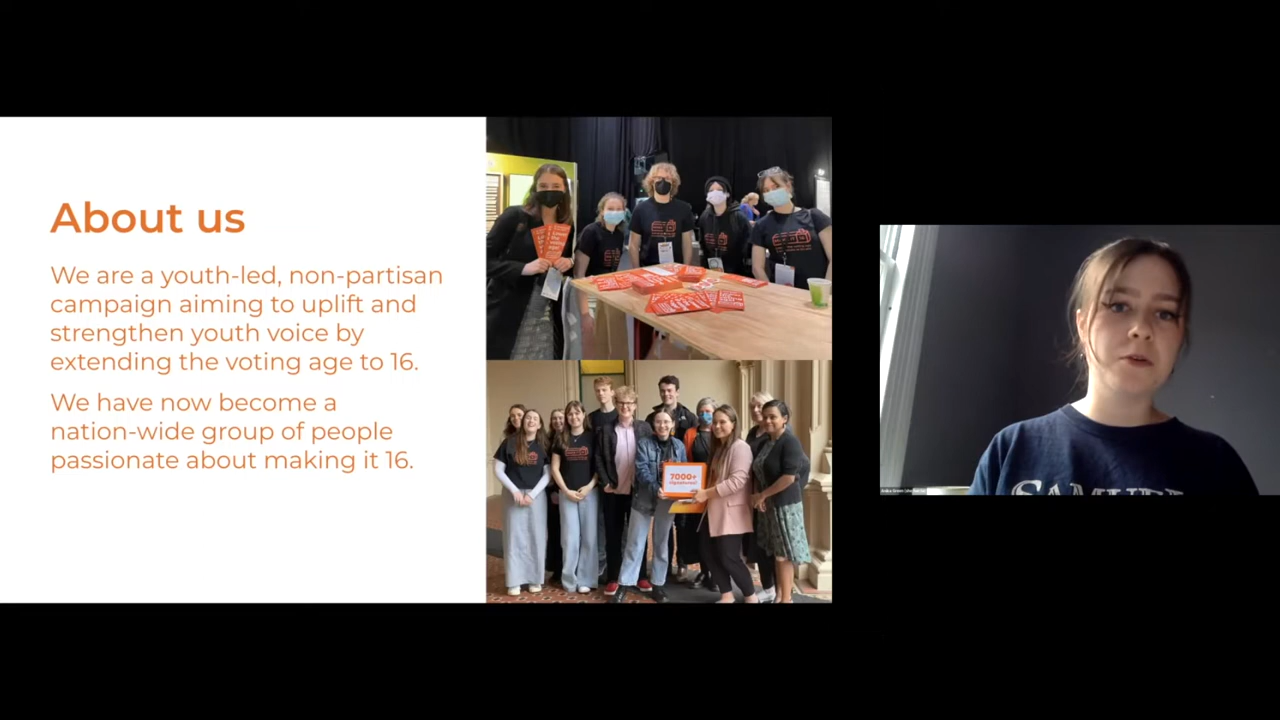 About us
We are a youth-led, non-partisan
campaign aiming to uplift and
strengthen youth voice by
extending the voting age to 16.
We have now become a
nation-wide group of people
passionate about making it 16.
7000+
signatures!
SAMUEL